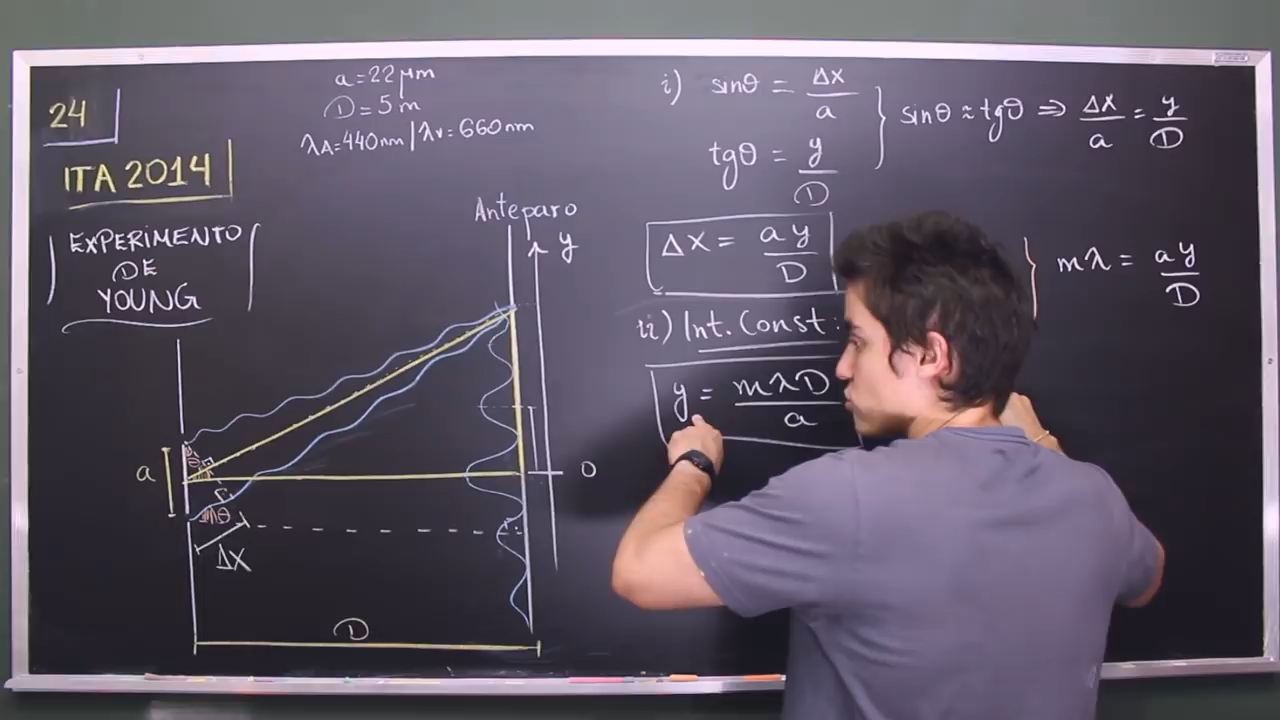 24
ITA 2014
EXPERIMENTO
DE
YOUNG
a = 22 μm
D = 5 m
λA = 440 nm | λV = 660 nm
Anteparo
y
0
a
θ
θ
ΔX
D
i) sinθ = ΔX/a
tgθ = y/D
sinθ ≈ tgθ ⇒ ΔX/a = y/D
ΔX = ay/D
ii) Int. Const:
mλ = ay/D
y = mλD/a